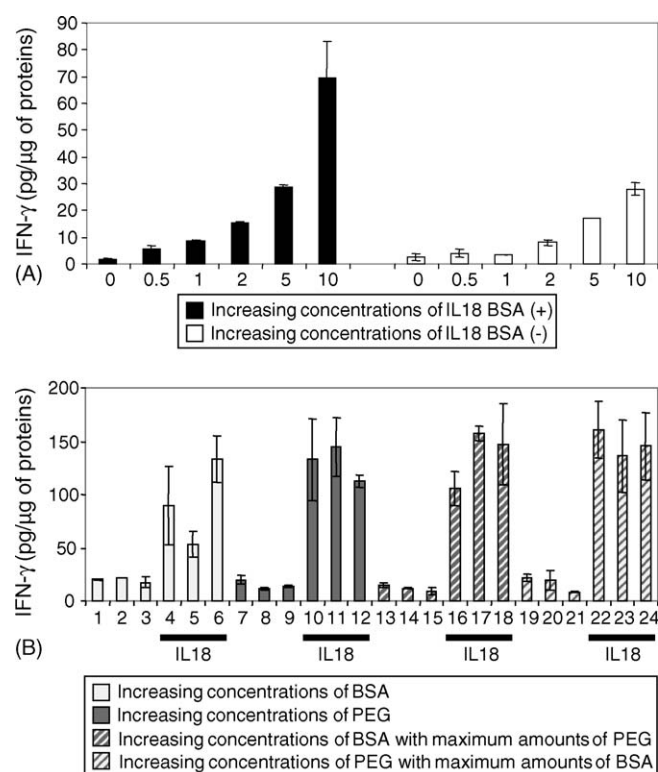 IFN-γ (pg/μg of proteins)
90
80
70
60
50
40
30
20
10
0
(A)
0 0.5 1 2 5 10 0 0.5 1 2 5 10
Increasing concentrations of IL18 BSA (+)
Increasing concentrations of IL18 BSA (-)
IFN-γ (pg/μg of proteins)
200
150
100
50
0
1 2 3 4 5 6 7 8 9 10 11 12 13 14 15 16 17 18 19 20 21 22 23 24
(B)
IL18 IL18 IL18 IL18
Increasing concentrations of BSA
Increasing concentrations of PEG
Increasing concentrations of BSA with maximum amounts of PEG
Increasing concentrations of PEG with maximum amounts of BSA